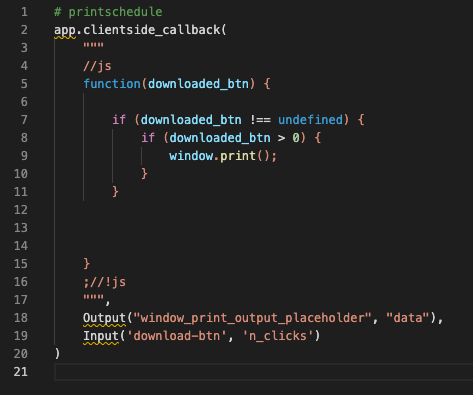 1 # printschedule
2 app.clientside_callback(
3 """
4 //js
5 function(downloaded_btn) {
6
7 if (downloaded_btn !== undefined) {
8 if (downloaded_btn > 0) {
9 window.print();
10 }
11 }
12
13
14
15 }
16 ;//!js
17 """,
18 Output("window_print_output_placeholder", "data"),
19 Input('download-btn', 'n_clicks')
20 )
21